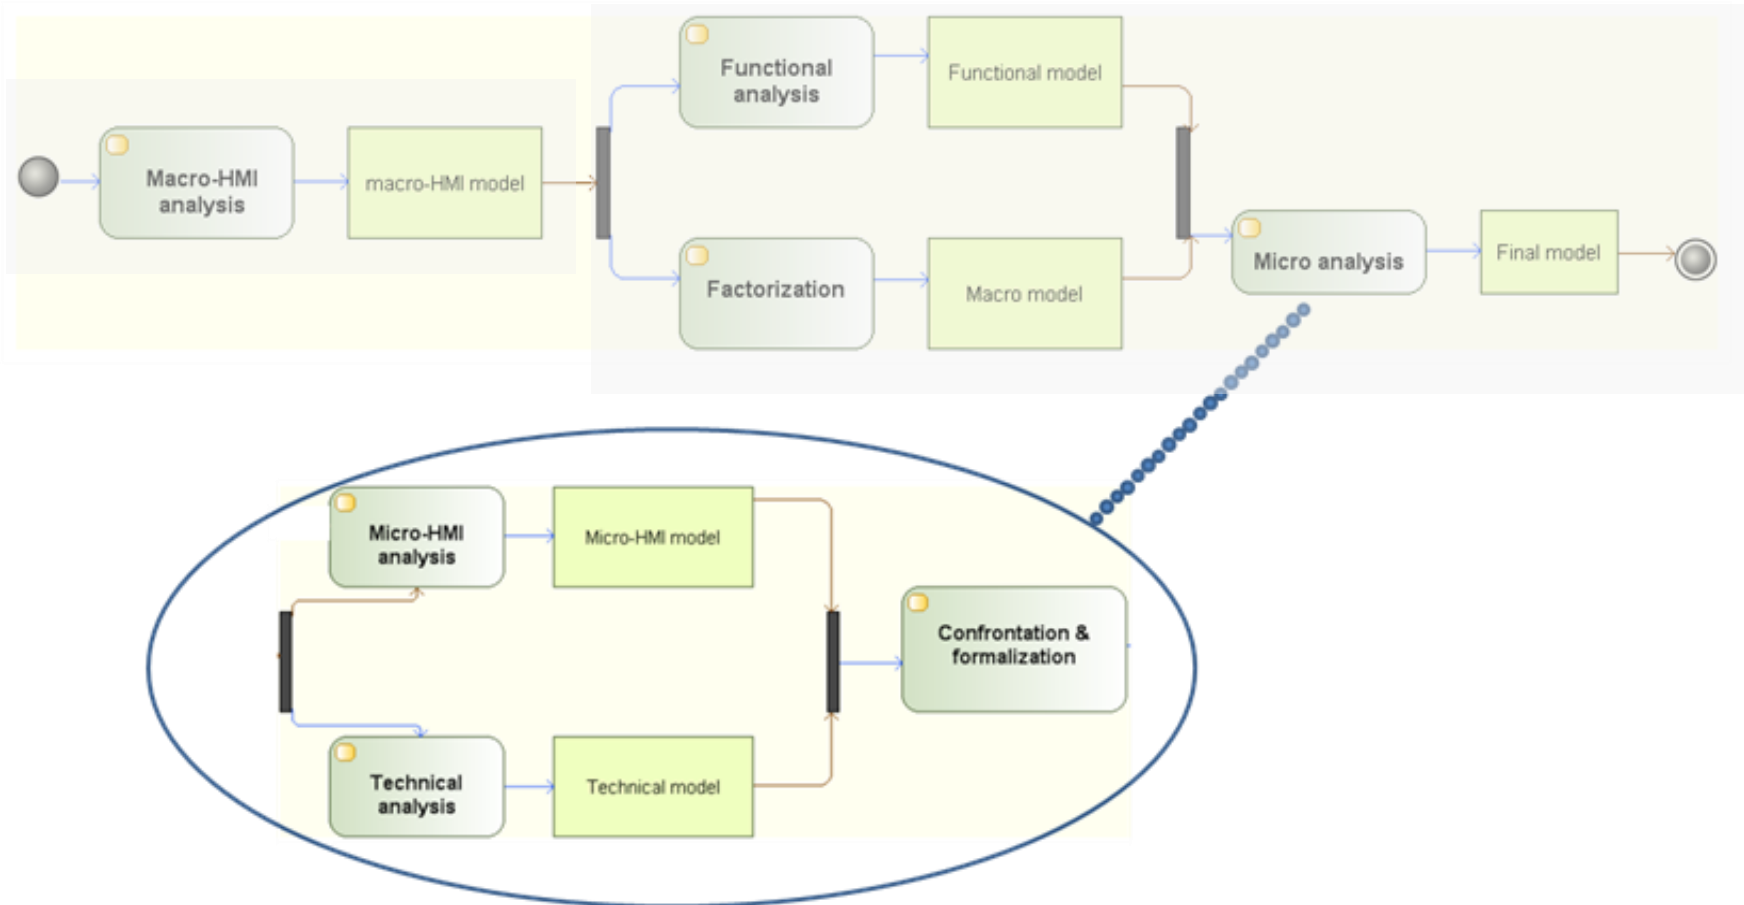 Functional
analysis
Functional model
Macro-HMI
analysis
macro-HMI model
Factorization
Macro model
Micro analysis
Final model
Micro-HMI
analysis
Micro-HMI model
Confrontation &
formalization
Technical
analysis
Technical model